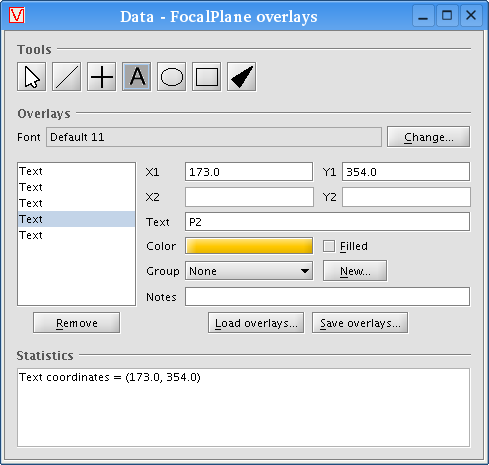 V Data - FocalPlane overlays
Tools
A
Overlays
Font Default 11 Change...
Text X1 173.0 Y1 354.0
Text X2 Y2
Text
Text Text P2
Text Color Filled
Group None New...
Notes
Remove Load overlays... Save overlays...
Statistics
Text coordinates = (173.0, 354.0)